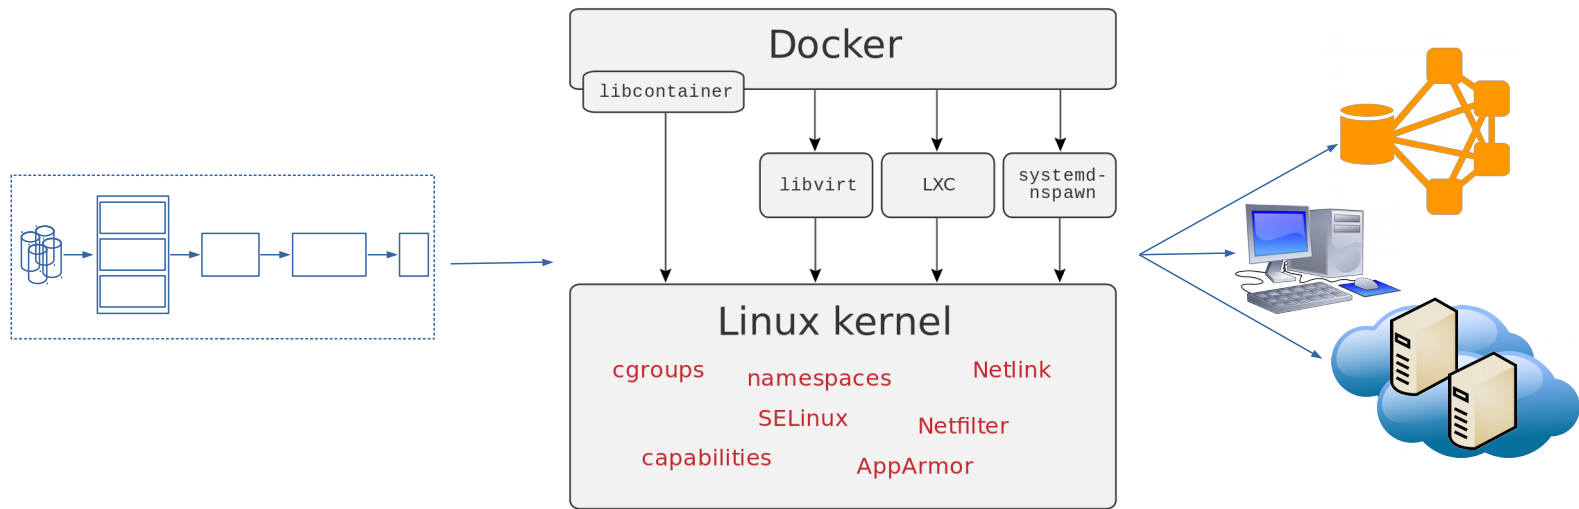 Docker
libcontainer
libvirt
LXC
systemd-
nspawn
Linux kernel
cgroups
namespaces
Netlink
SELinux
Netfilter
capabilities
AppArmor